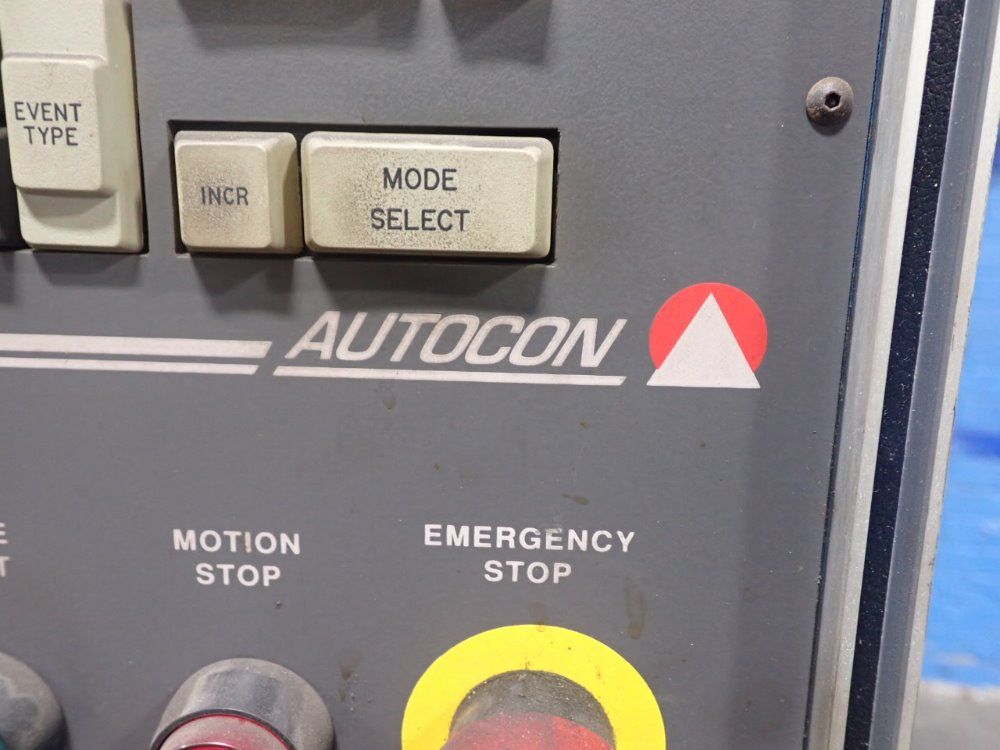 EVENT
TYPE
INCR
MODE
SELECT
AUTOCON
MOTION
STOP
EMERGENCY
STOP